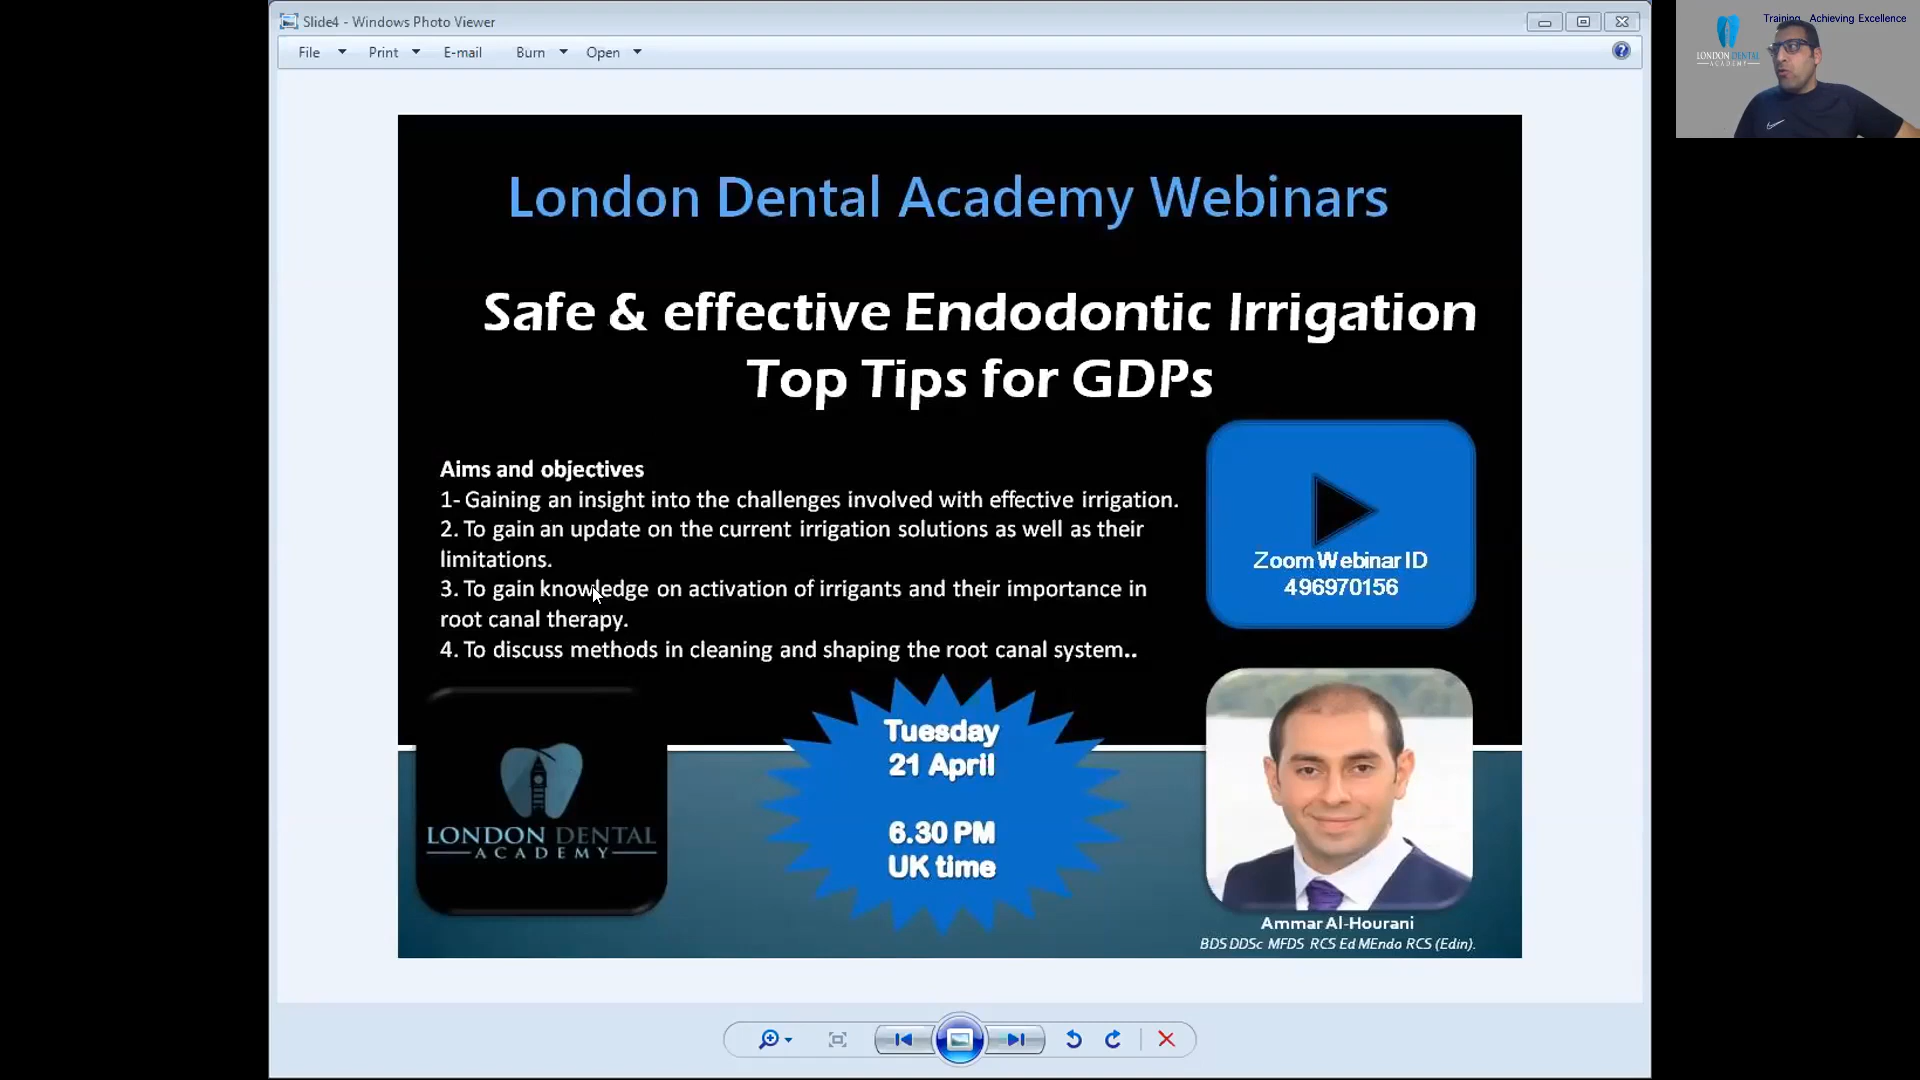 Slide4 - Windows Photo Viewer
File
Print
E-mail
Burn
Open
Training, Achieving Excellence
LONDON DENTAL
ACADEMY
London Dental Academy Webinars
Safe & effective Endodontic Irrigation
Top Tips for GDPs
Aims and objectives
1- Gaining an insight into the challenges involved with effective irrigation.
2. To gain an update on the current irrigation solutions as well as their
limitations.
3. To gain knowledge on activation of irrigants and their importance in
root canal therapy.
4. To discuss methods in cleaning and shaping the root canal system..
Zoom Webinar ID
496970156
LONDON DENTAL
ACADEMY
Tuesday
21 April
6.30 PM
UK time
Ammar Al-Hourani
BDS DDSc MFDS RCS Ed MEndo RCS (Edin).